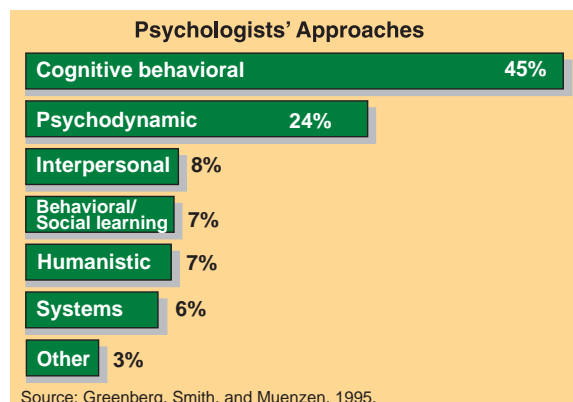 Psychologists' Approaches
Cognitive behavioral 45%
Psychodynamic 24%
Interpersonal 8%
Behavioral/
Social learning 7%
Humanistic 7%
Systems 6%
Other 3%
Source: Greenberg, Smith, and Muenzen, 1995.